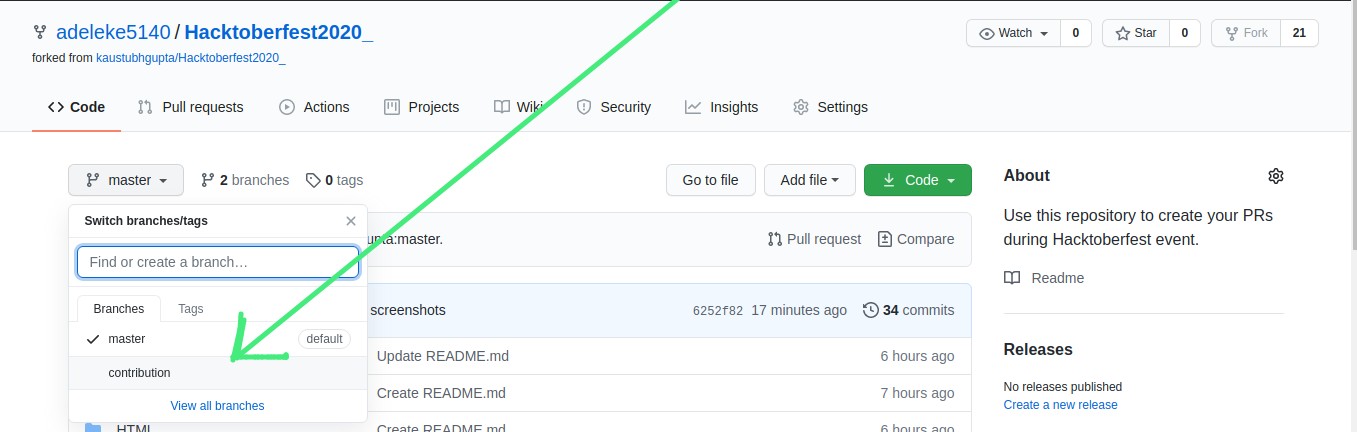 adeleke5140 / Hacktoberfest2020_
Watch 0 Star 0 Fork 21
forked from kaustubhgupta/Hacktoberfest2020_
Code Pull requests Actions Projects Wiki Security Insights Settings
master 2 branches 0 tags Go to file Add file Code
About
Use this repository to create your PRs
during Hacktoberfest event.
Readme
Switch branches/tags
:master. Pull request Compare
Find or create a branch…
Branches Tags
screenshots 6252f82 17 minutes ago 34 commits
master default
Update README.md 6 hours ago
contribution
Create README.md 7 hours ago
View all branches
HTML Create README.md 6 hours ago
Releases
No releases published
Create a new release